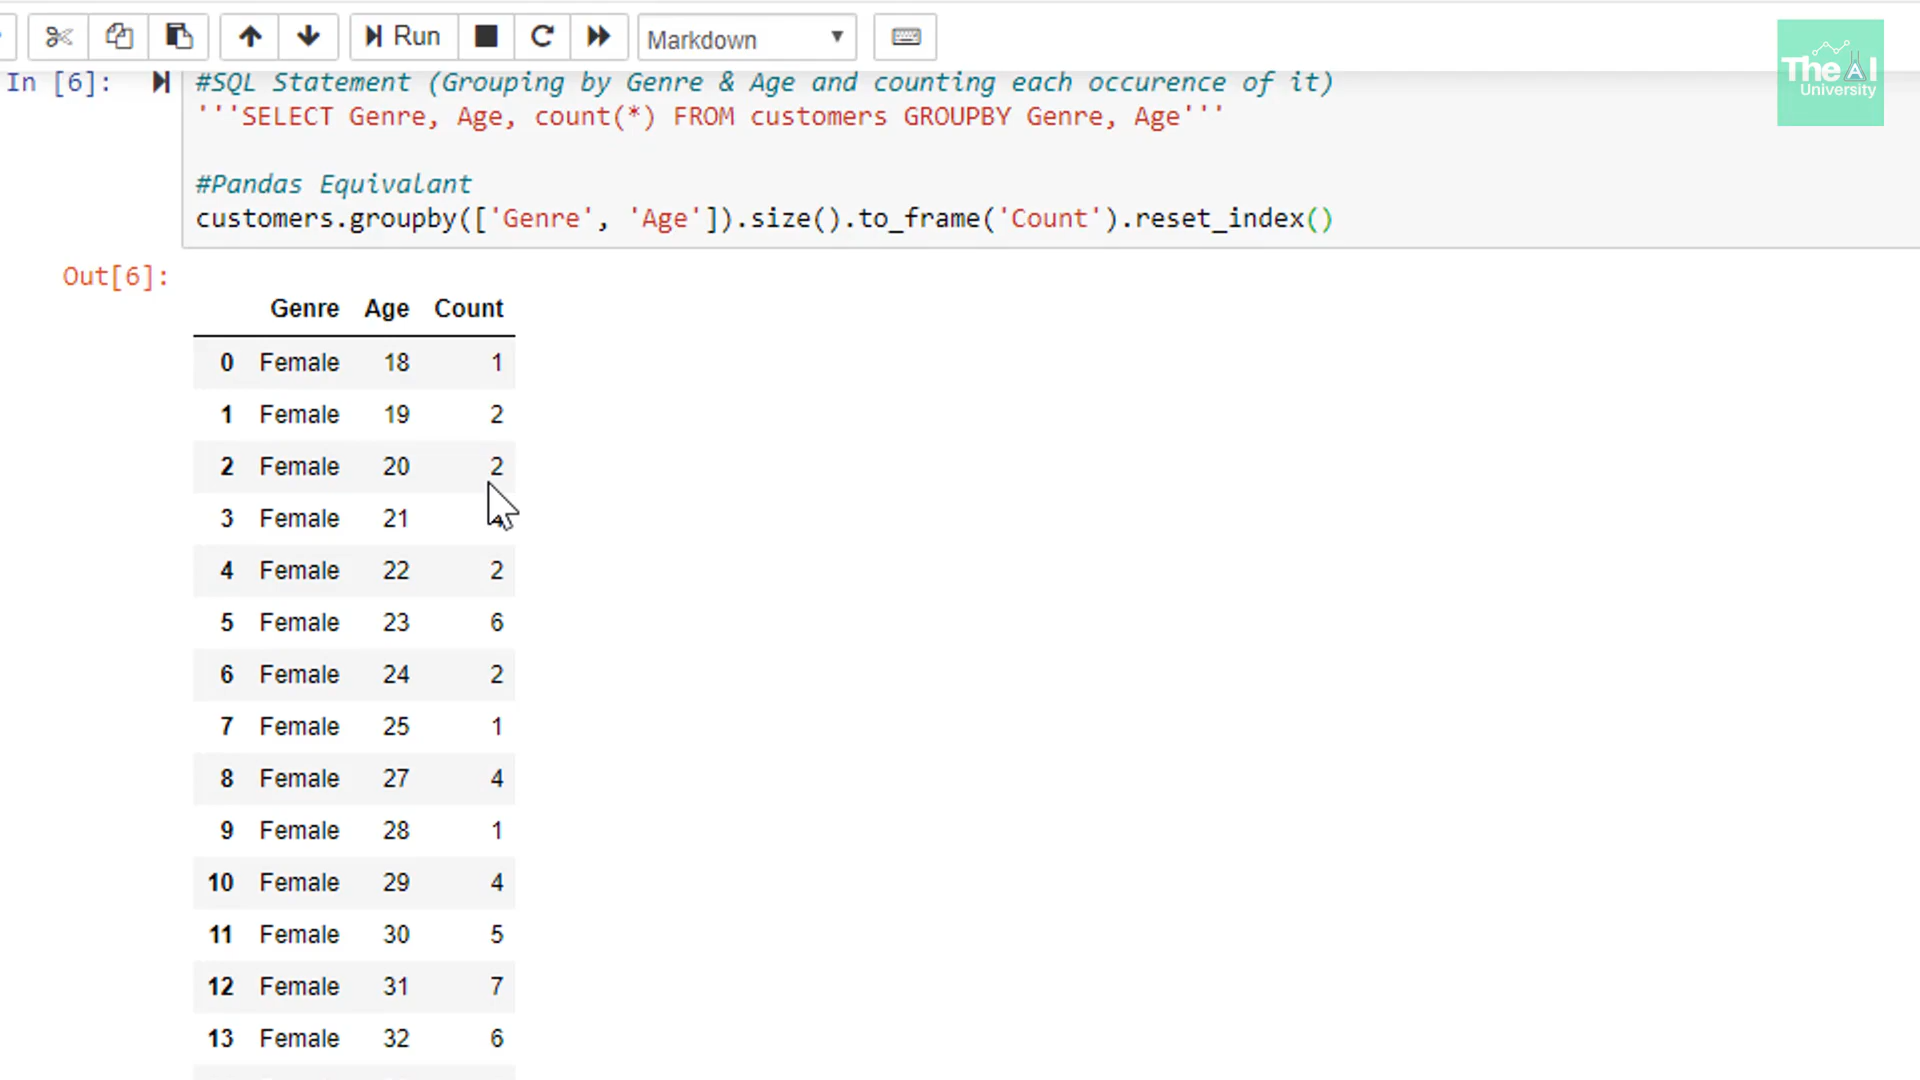 Run
Markdown
The AI
University
In [6]:
#SQL Statement (Grouping by Genre & Age and counting each occurence of it)
'''SELECT Genre, Age, count(*) FROM customers GROUPBY Genre, Age'''
#Pandas Equivalant
customers.groupby(['Genre', 'Age']).size().to_frame('Count').reset_index()
Out[6]:
Genre Age Count
0 Female 18 1
1 Female 19 2
2 Female 20 2
3 Female 21
4 Female 22 2
5 Female 23 6
6 Female 24 2
7 Female 25 1
8 Female 27 4
9 Female 28 1
10 Female 29 4
11 Female 30 5
12 Female 31 7
13 Female 32 6